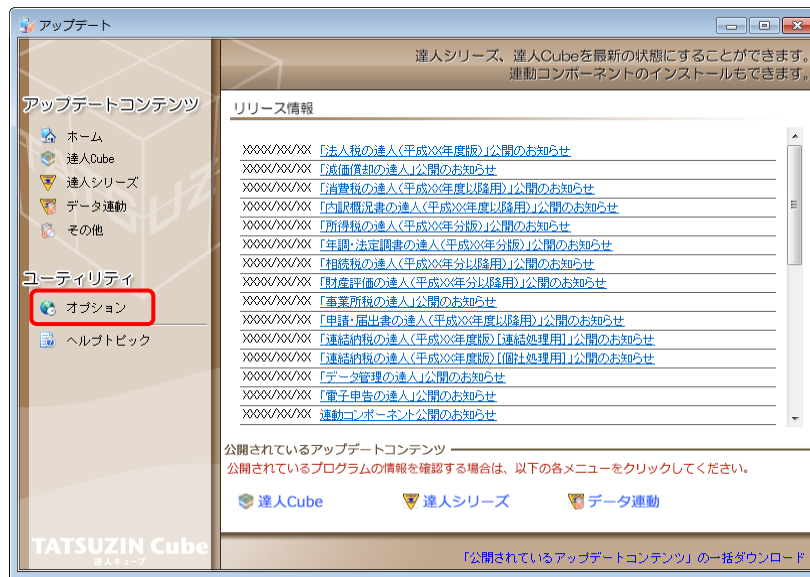 アップデート
達人シリーズ、達人Cubeを最新の状態にすることができます。
連動コンポーネントのインストールもできます。
アップデートコンテンツ
ホーム
達人Cube
達人シリーズ
データ連動
その他
ユーティリティ
オプション
ヘルプトピック
リリース情報
XXXX/XX/XX 「法人税の達人(平成XX年度版)」公開のお知らせ
XXXX/XX/XX 「減価償却の達人」公開のお知らせ
XXXX/XX/XX 「消費税の達人(平成XX年度以降用)」公開のお知らせ
XXXX/XX/XX 「内訳概況書の達人(平成XX年度以降用)」公開のお知らせ
XXXX/XX/XX 「所得税の達人(平成XX年分版)」公開のお知らせ
XXXX/XX/XX 「年調・法定調書の達人(平成XX年分版)」公開のお知らせ
XXXX/XX/XX 「相続税の達人(平成XX年分以降用)」公開のお知らせ
XXXX/XX/XX 「財産評価の達人(平成XX年分以降用)」公開のお知らせ
XXXX/XX/XX 「事業所税の達人」公開のお知らせ
XXXX/XX/XX 「申請・届出書の達人(平成XX年度以降用)」公開のお知らせ
XXXX/XX/XX 「連結納税の達人(平成XX年度版)[連結処理用]」公開のお知らせ
XXXX/XX/XX 「連結納税の達人(平成XX年度版)[個社処理用]」公開のお知らせ
XXXX/XX/XX 「データ管理の達人」公開のお知らせ
XXXX/XX/XX 「電子申告の達人」公開のお知らせ
XXXX/XX/XX 連動コンポーネント公開のお知らせ
公開されているアップデートコンテンツ
公開されているプログラムの情報を確認する場合は、以下の各メニューをクリックしてください。
達人Cube
達人シリーズ
データ連動
TATSUZIN Cube
達人キューブ
「公開されているアップデートコンテンツ」の一括ダウンロード